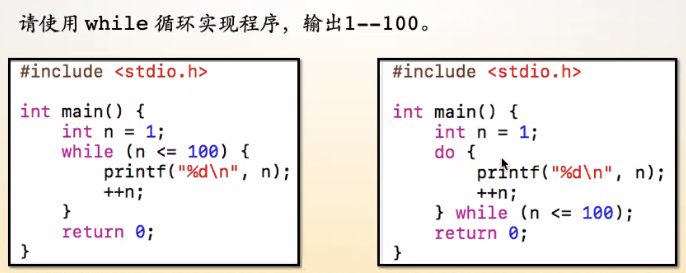 请使用 while 循环实现程序，输出1--100。
#include <stdio.h>
int main() {
    int n = 1;
    while (n <= 100) {
        printf("%d\n", n);
        ++n;
    }
    return 0;
}
#include <stdio.h>
int main() {
    int n = 1;
    do {
        printf("%d\n", n);
        ++n;
    } while (n <= 100);
    return 0;
}